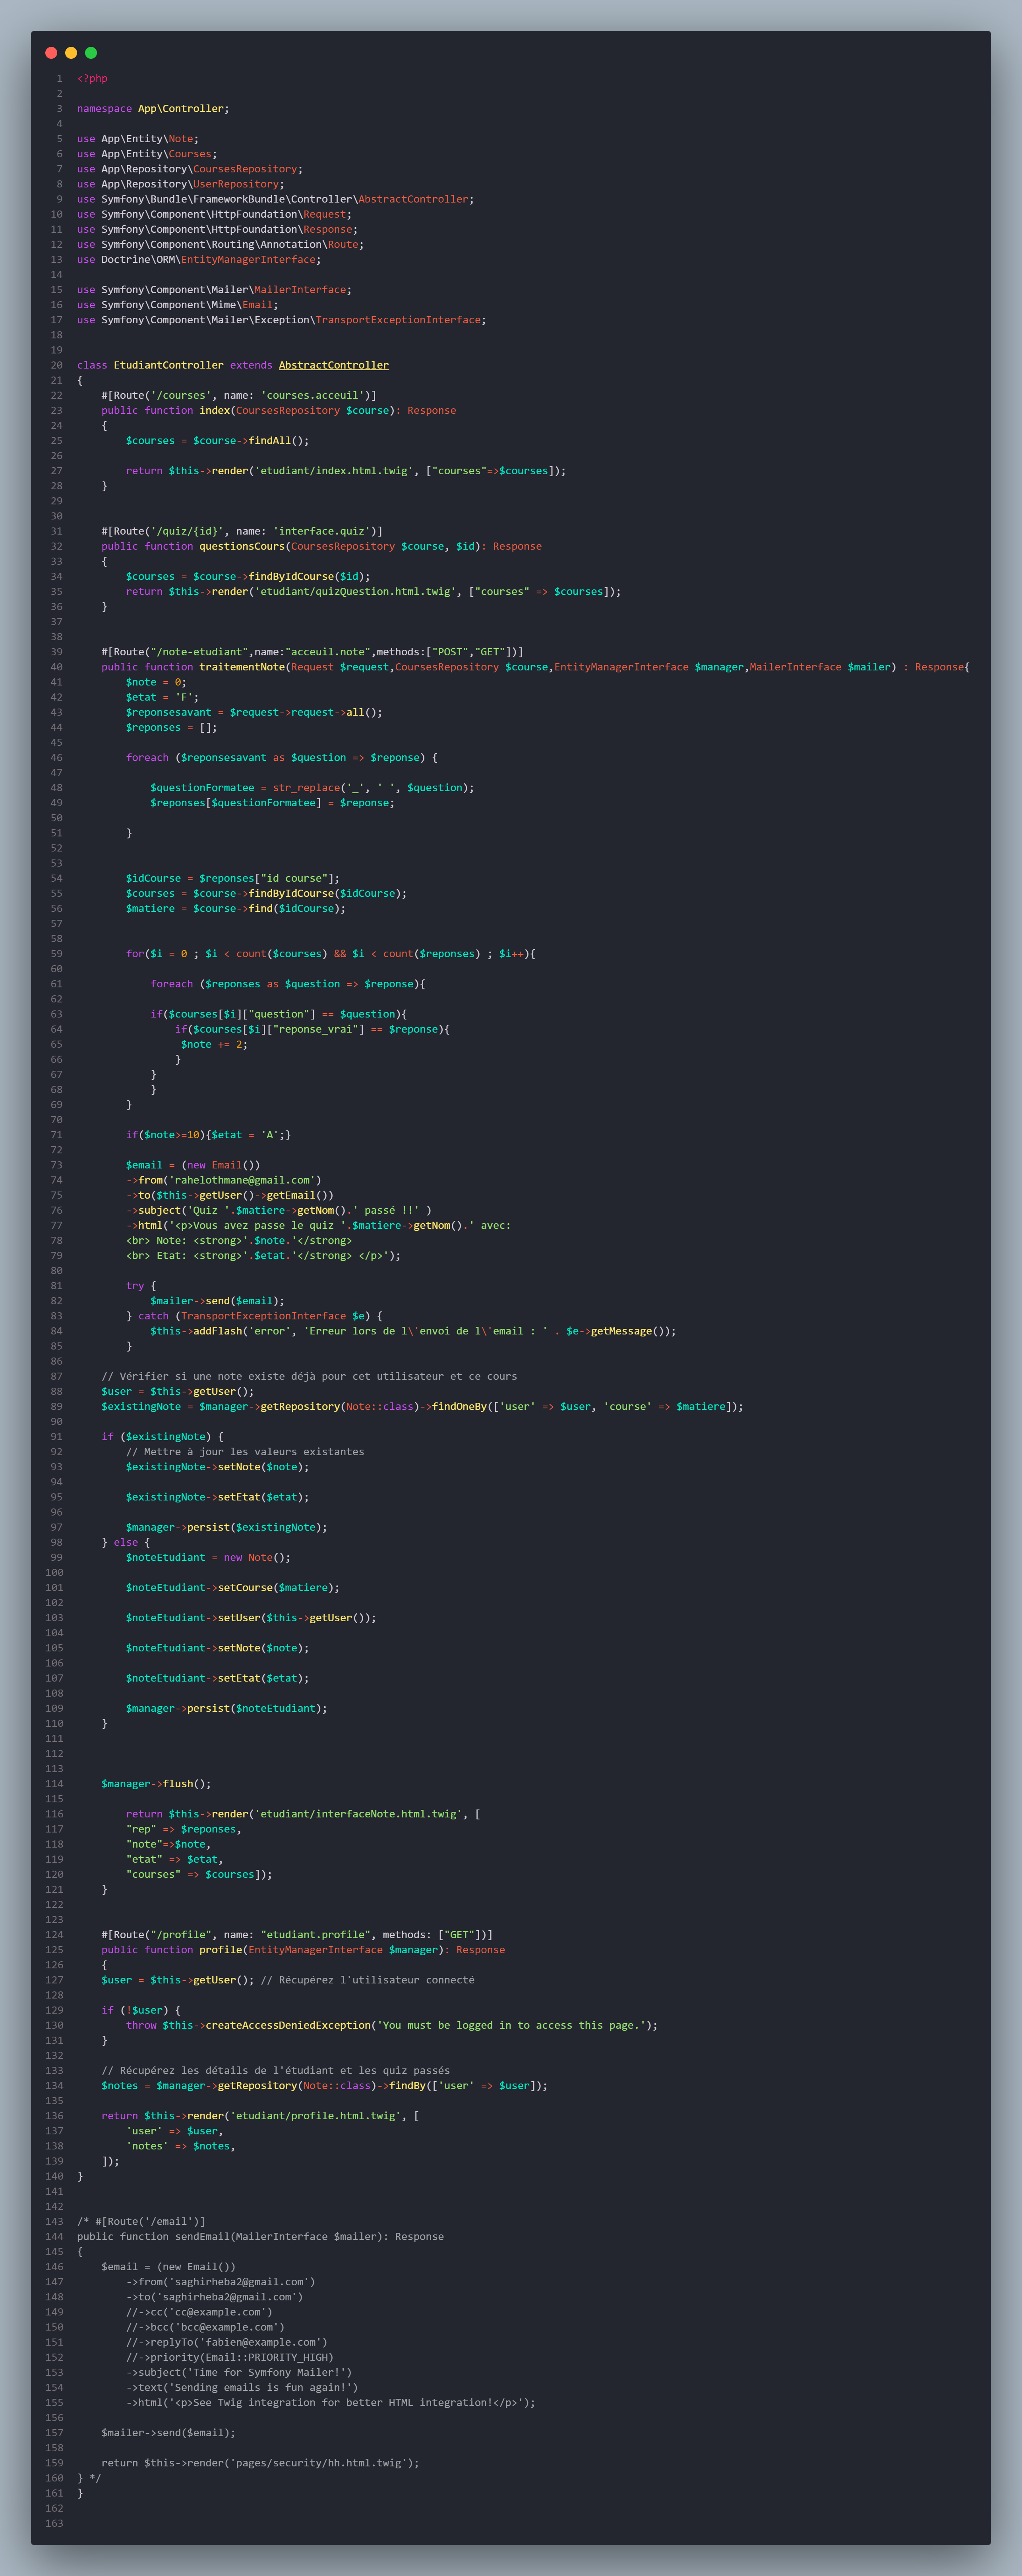 1 <?php
2
3 namespace App\Controller;
4
5 use App\Entity\Note;
6 use App\Entity\Courses;
7 use App\Repository\CoursesRepository;
8 use App\Repository\UserRepository;
9 use Symfony\Bundle\FrameworkBundle\Controller\AbstractController;
10 use Symfony\Component\HttpFoundation\Request;
11 use Symfony\Component\HttpFoundation\Response;
12 use Symfony\Component\Routing\Annotation\Route;
13 use Doctrine\ORM\EntityManagerInterface;
14
15 use Symfony\Component\Mailer\MailerInterface;
16 use Symfony\Component\Mime\Email;
17 use Symfony\Component\Mailer\Exception\TransportExceptionInterface;
18
19
20 class EtudiantController extends AbstractController
21 {
22     #[Route('/courses', name: 'courses.acceuil')]
23     public function index(CoursesRepository $course): Response
24     {
25         $courses = $course->findAll();
26
27         return $this->render('etudiant/index.html.twig', ["courses"=>$courses]);
28     }
29
30
31     #[Route('/quiz/{id}', name: 'interface.quiz')]
32     public function questionsCours(CoursesRepository $course, $id): Response
33     {
34         $courses = $course->findByIdCourse($id);
35         return $this->render('etudiant/quizQuestion.html.twig', ["courses" => $courses]);
36     }
37
38
39     #[Route("/note-etudiant",name:"acceuil.note",methods:["POST","GET"])]
40     public function traitementNote(Request $request,CoursesRepository $course,EntityManagerInterface $manager,MailerInterface $mailer) : Response{
41         $note = 0;
42         $etat = 'F';
43         $reponsesavant = $request->request->all();
44         $reponses = [];
45
46         foreach ($reponsesavant as $question => $reponse) {
47
48             $questionFormatee = str_replace('_', ' ', $question);
49             $reponses[$questionFormatee] = $reponse;
50
51         }
52
53
54         $idCourse = $reponses["id course"];
55         $courses = $course->findByIdCourse($idCourse);
56         $matiere = $course->find($idCourse);
57
58
59         for($i = 0 ; $i < count($courses) && $i < count($reponses) ; $i++){
60
61             foreach ($reponses as $question => $reponse){
62
63             if($courses[$i]["question"] == $question){
64                 if($courses[$i]["reponse_vrai"] == $reponse){
65                  $note += 2;
66                 }
67             }
68             }
69         }
70
71         if($note>=10){$etat = 'A';}
72
73         $email = (new Email())
74         ->from('rahelothmane@gmail.com')
75         ->to($this->getUser()->getEmail())
76         ->subject('Quiz '.$matiere->getNom().' passé !!' )
77         ->html('<p>Vous avez passe le quiz '.$matiere->getNom().' avec:
78         <br> Note: <strong>'.$note.'</strong>
79         <br> Etat: <strong>'.$etat.'</strong> </p>');
80
81         try {
82             $mailer->send($email);
83         } catch (TransportExceptionInterface $e) {
84             $this->addFlash('error', 'Erreur lors de l\'envoi de l\'email : ' . $e->getMessage());
85         }
86
87     // Vérifier si une note existe déjà pour cet utilisateur et ce cours
88     $user = $this->getUser();
89     $existingNote = $manager->getRepository(Note::class)->findOneBy(['user' => $user, 'course' => $matiere]);
90
91     if ($existingNote) {
92         // Mettre à jour les valeurs existantes
93         $existingNote->setNote($note);
94
95         $existingNote->setEtat($etat);
96
97         $manager->persist($existingNote);
98     } else {
99         $noteEtudiant = new Note();
100
101         $noteEtudiant->setCourse($matiere);
102
103         $noteEtudiant->setUser($this->getUser());
104
105         $noteEtudiant->setNote($note);
106
107         $noteEtudiant->setEtat($etat);
108
109         $manager->persist($noteEtudiant);
110     }
111
112
113
114     $manager->flush();
115
116         return $this->render('etudiant/interfaceNote.html.twig', [
117         "rep" => $reponses,
118         "note"=>$note,
119         "etat" => $etat,
120         "courses" => $courses]);
121     }
122
123
124     #[Route("/profile", name: "etudiant.profile", methods: ["GET"])]
125     public function profile(EntityManagerInterface $manager): Response
126     {
127     $user = $this->getUser(); // Récupérez l'utilisateur connecté
128
129     if (!$user) {
130         throw $this->createAccessDeniedException('You must be logged in to access this page.');
131     }
132
133     // Récupérez les détails de l'étudiant et les quiz passés
134     $notes = $manager->getRepository(Note::class)->findBy(['user' => $user]);
135
136     return $this->render('etudiant/profile.html.twig', [
137         'user' => $user,
138         'notes' => $notes,
139     ]);
140 }
141
142
143 /* #[Route('/email')]
144 public function sendEmail(MailerInterface $mailer): Response
145 {
146     $email = (new Email())
147         ->from('saghirheba2@gmail.com')
148         ->to('saghirheba2@gmail.com')
149         //->cc('cc@example.com')
150         //->bcc('bcc@example.com')
151         //->replyTo('fabien@example.com')
152         //->priority(Email::PRIORITY_HIGH)
153         ->subject('Time for Symfony Mailer!')
154         ->text('Sending emails is fun again!')
155         ->html('<p>See Twig integration for better HTML integration!</p>');
156
157     $mailer->send($email);
158
159     return $this->render('pages/security/hh.html.twig');
160 } */
161 }
162
163